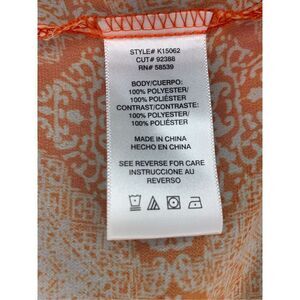 STYLE# K15062
CUT# 92388
RN# 58539
BODY/CUERPO:
100% POLYESTER/
100% POLIÉSTER
CONTRAST/CONTRASTE:
100% POLYESTER/
100% POLIÉSTER
MADE IN CHINA
HECHO EN CHINA
SEE REVERSE FOR CARE
INSTRUCCIONE AU
REVERSO